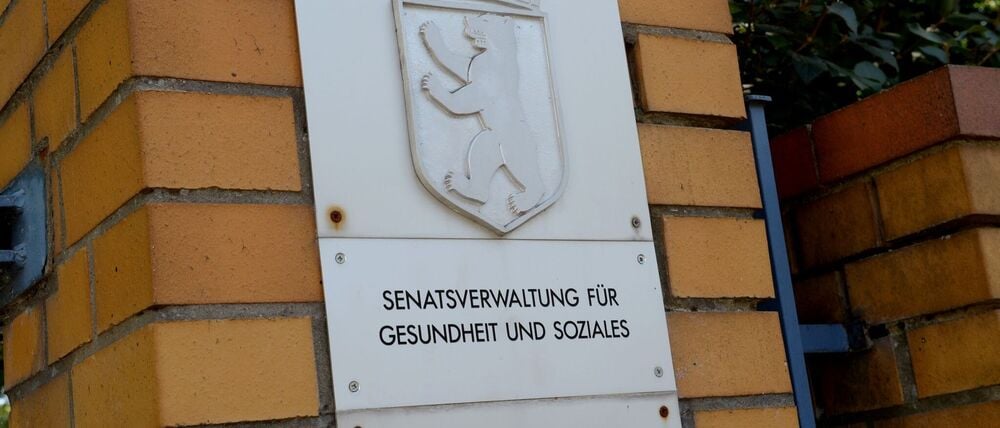 SENATSVERWALTUNG FÜR
GESUNDHEIT UND SOZIALES